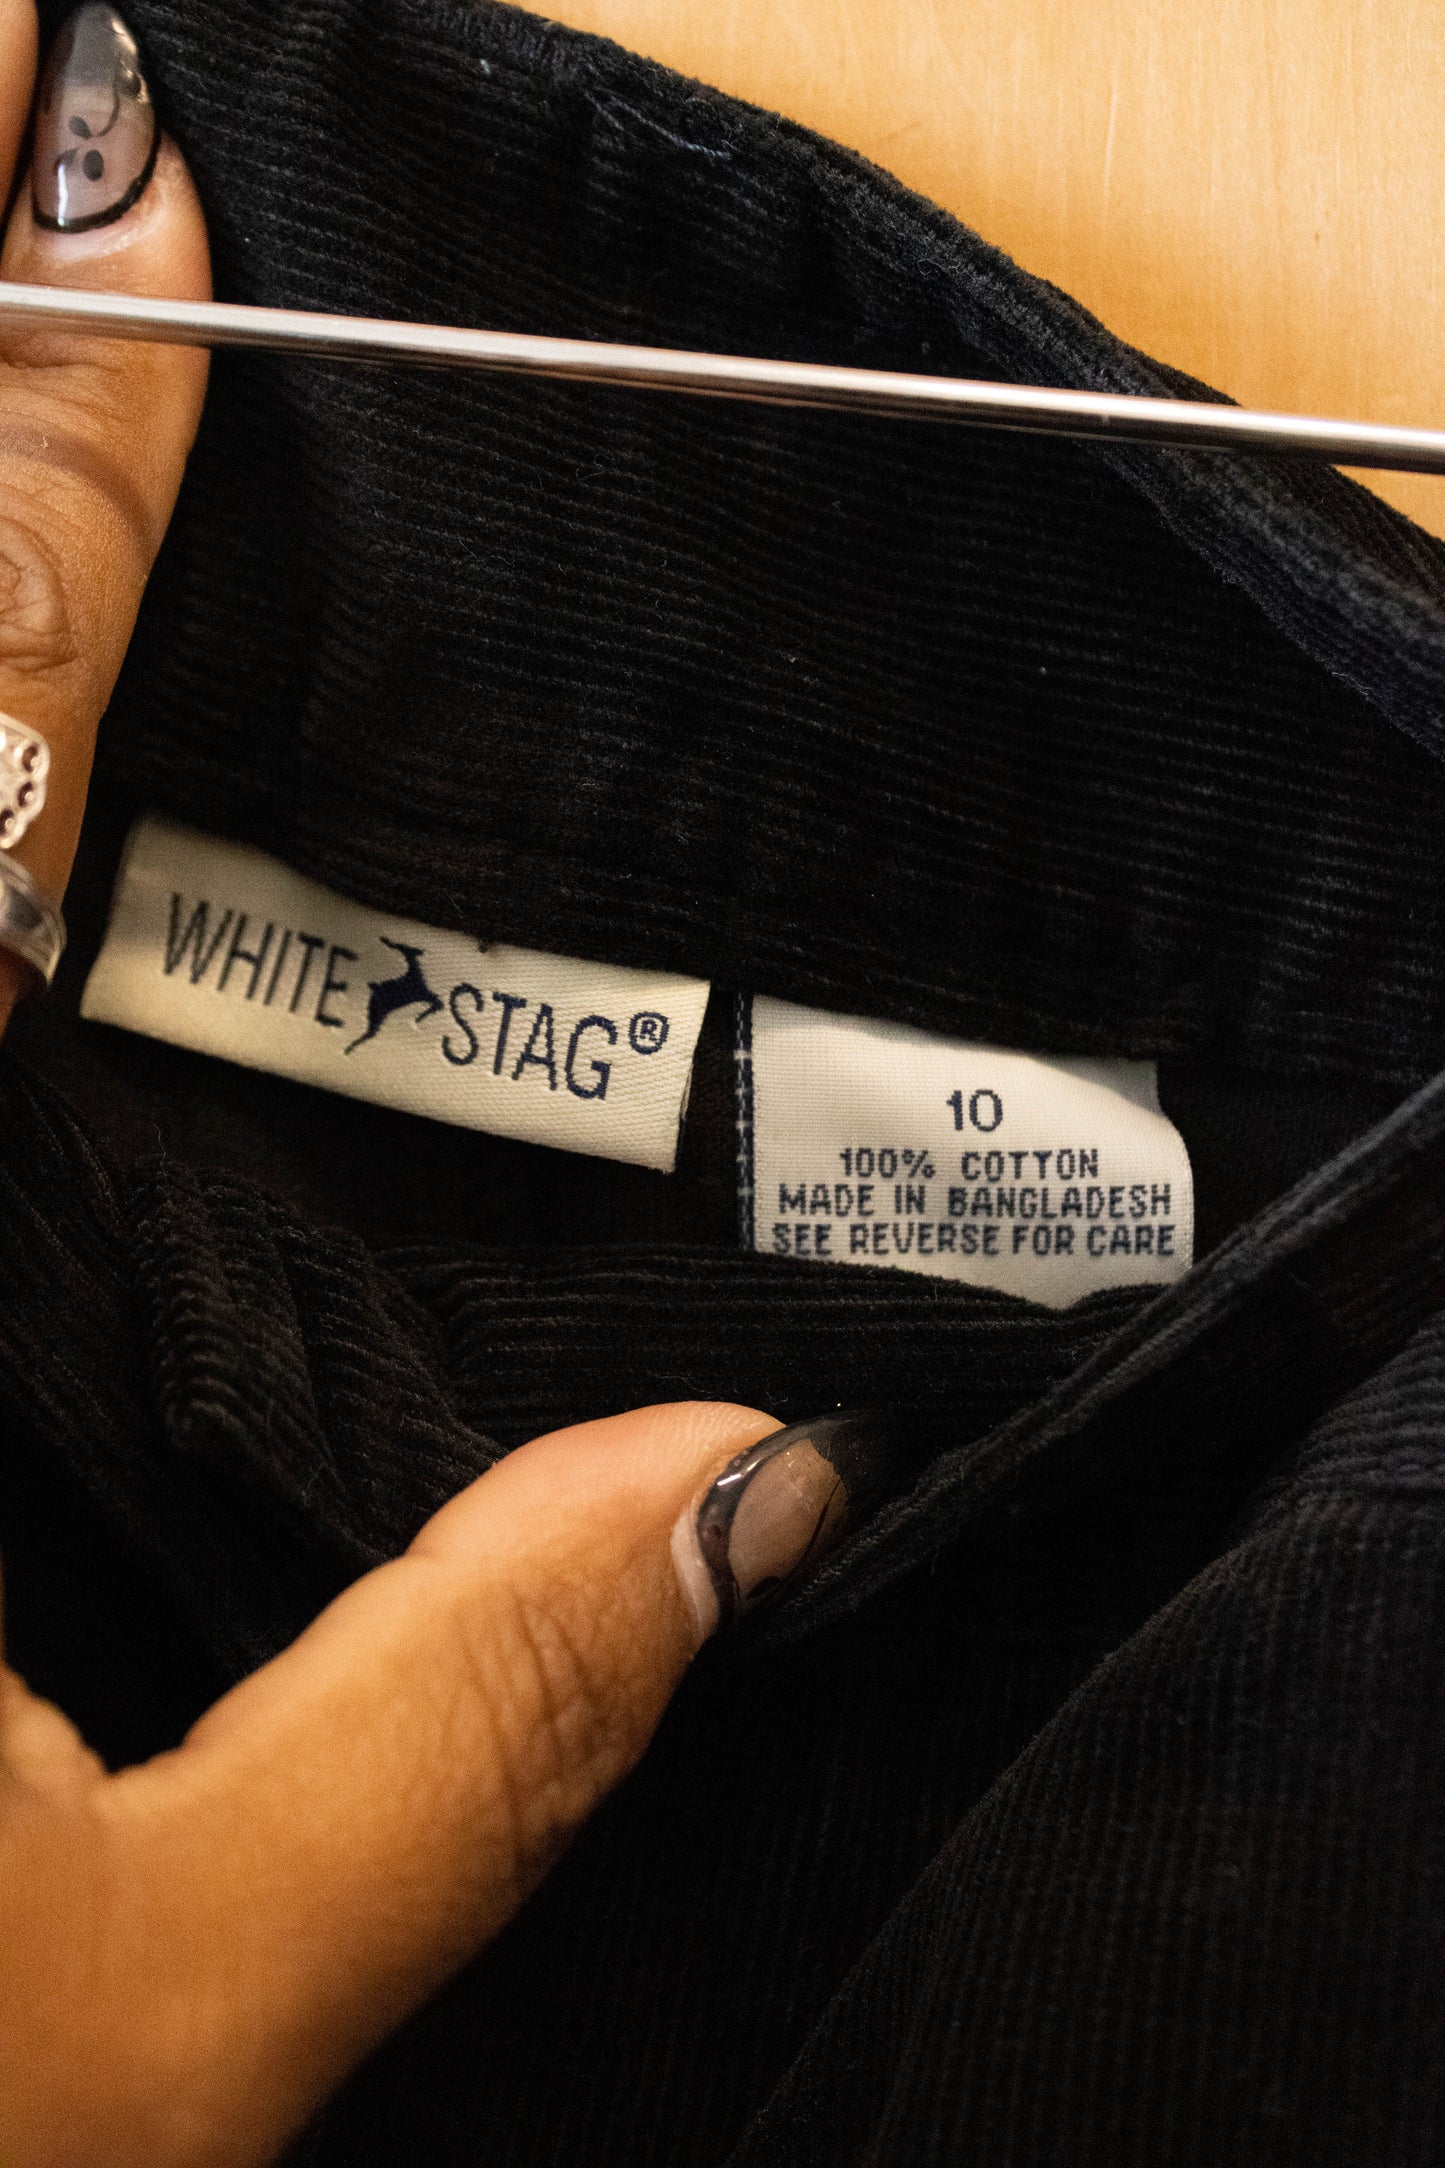 WHITE STAG®
10
100% COTTON
MADE IN BANGLADESH
SEE REVERSE FOR CARE